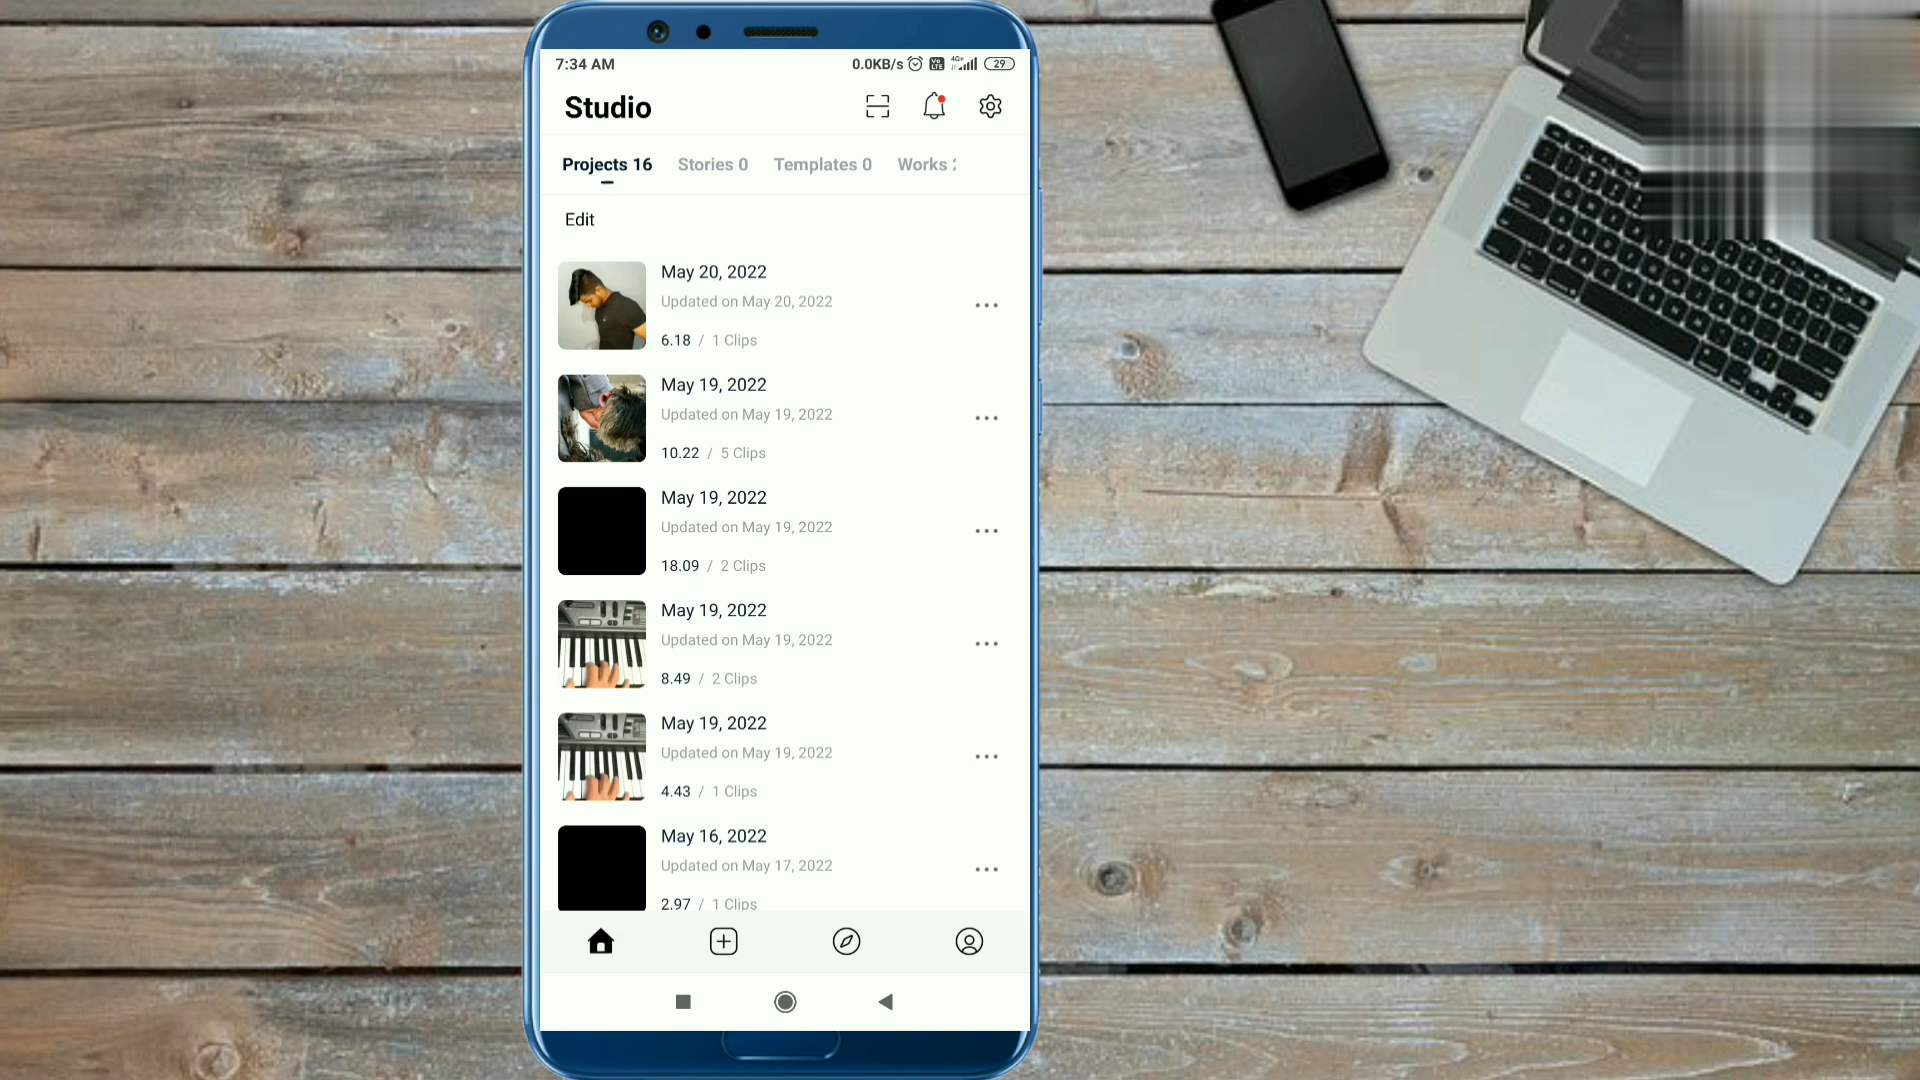 7:34 AM 0.0KB/s Vo LTE 4G+ 29
Studio
Projects 16 Stories 0 Templates 0 Works
Edit
May 20, 2022
Updated on May 20, 2022
6.18 / 1 Clips
May 19, 2022
Updated on May 19, 2022
10.22 / 5 Clips
May 19, 2022
Updated on May 19, 2022
18.09 / 2 Clips
May 19, 2022
Updated on May 19, 2022
8.49 / 2 Clips
May 19, 2022
Updated on May 19, 2022
4.43 / 1 Clips
May 16, 2022
Updated on May 17, 2022
2.97 / 1 Clips